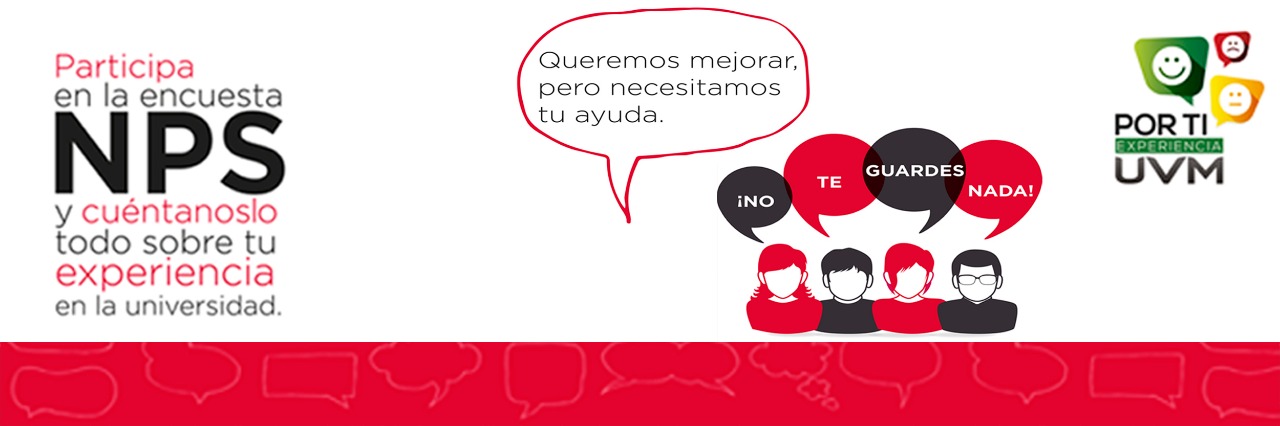 Participa
en la encuesta
NPS
y cuéntanoslo
todo sobre tu
experiencia
en la universidad.
Queremos mejorar,
pero necesitamos
tu ayuda.
¡NO
TE
GUARDES
NADA!
POR TI
EXPERIENCIA
UVM